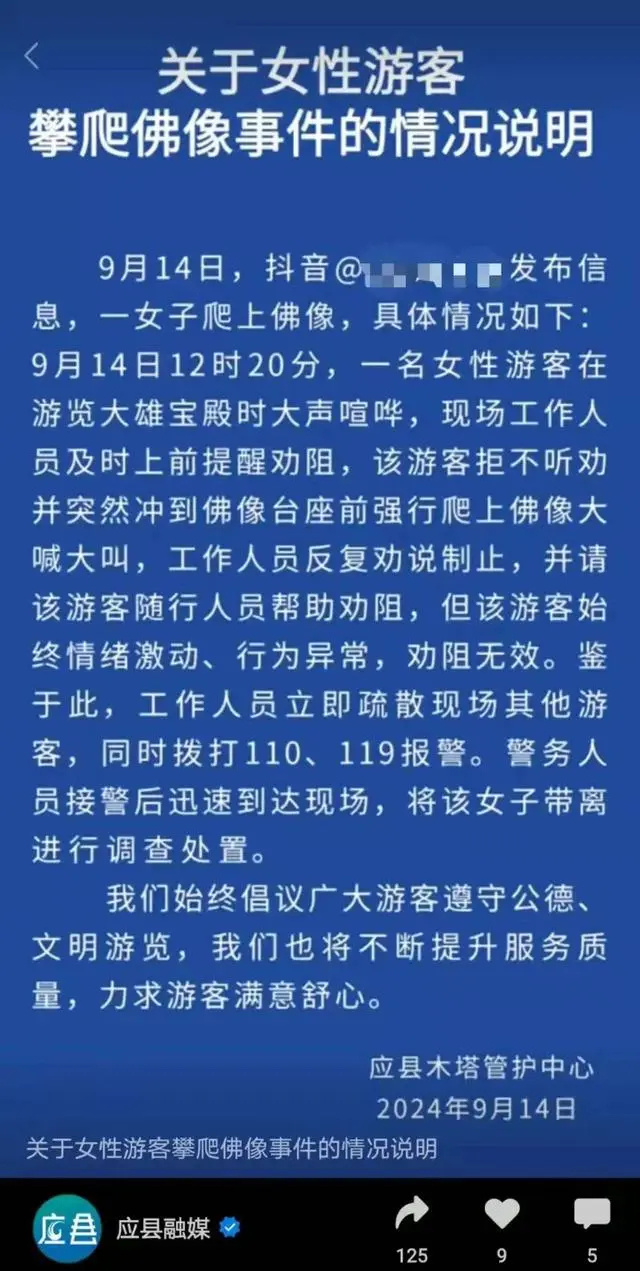 关于女性游客
攀爬佛像事件的情况说明
9月14日，抖音@发布信
息，一女子爬上佛像，具体情况如下：
9月14日12时20分，一名女性游客在
游览大雄宝殿时大声喧哗，现场工作人
员及时上前提醒劝阻，该游客拒不听劝
并突然冲到佛像台座前强行爬上佛像大
喊大叫，工作人员反复劝说制止，并请
该游客随行人员帮助劝阻，但该游客始
终情绪激动、行为异常，劝阻无效。鉴
于此，工作人员立即疏散现场其他游
客，同时拨打110、119报警。警务人
员接警后迅速到达现场，将该女子带离
进行调查处置。
我们始终倡议广大游客遵守公德、
文明游览，我们也将不断提升服务质
量，力求游客满意舒心。
应县木塔管护中心
2024年9月14日
关于女性游客攀爬佛像事件的情况说明
应县
应县融媒
125
9
5